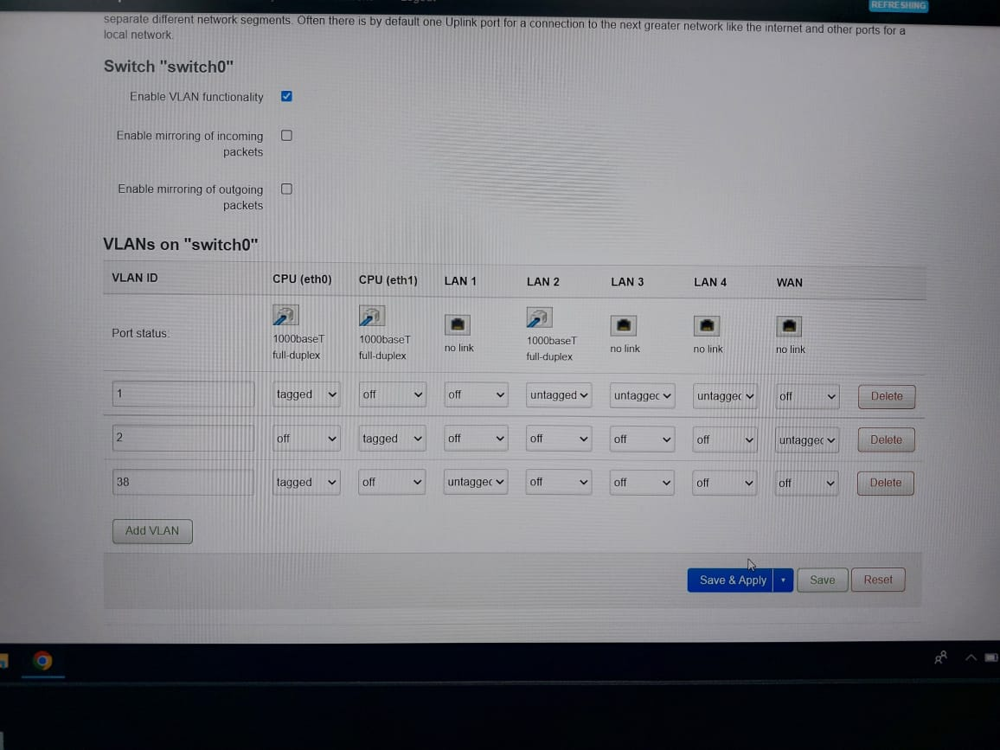 REFRESHING
separate different network segments. Often there is by default one Uplink port for a connection to the next greater network like the internet and other ports for a
local network.
Switch "switch0"
Enable VLAN functionality
Enable mirroring of incoming
packets
Enable mirroring of outgoing
packets
VLANs on "switch0"
VLAN ID CPU (eth0) CPU (eth1) LAN 1 LAN 2 LAN 3 LAN 4 WAN
Port status: 1000baseT full-duplex 1000baseT full-duplex no link 1000baseT full-duplex no link no link no link
1 tagged off off untagged untaggec untaggec off Delete
2 off tagged off off off off untaggec Delete
38 tagged off untaggec off off off off Delete
Add VLAN
Save & Apply Save Reset